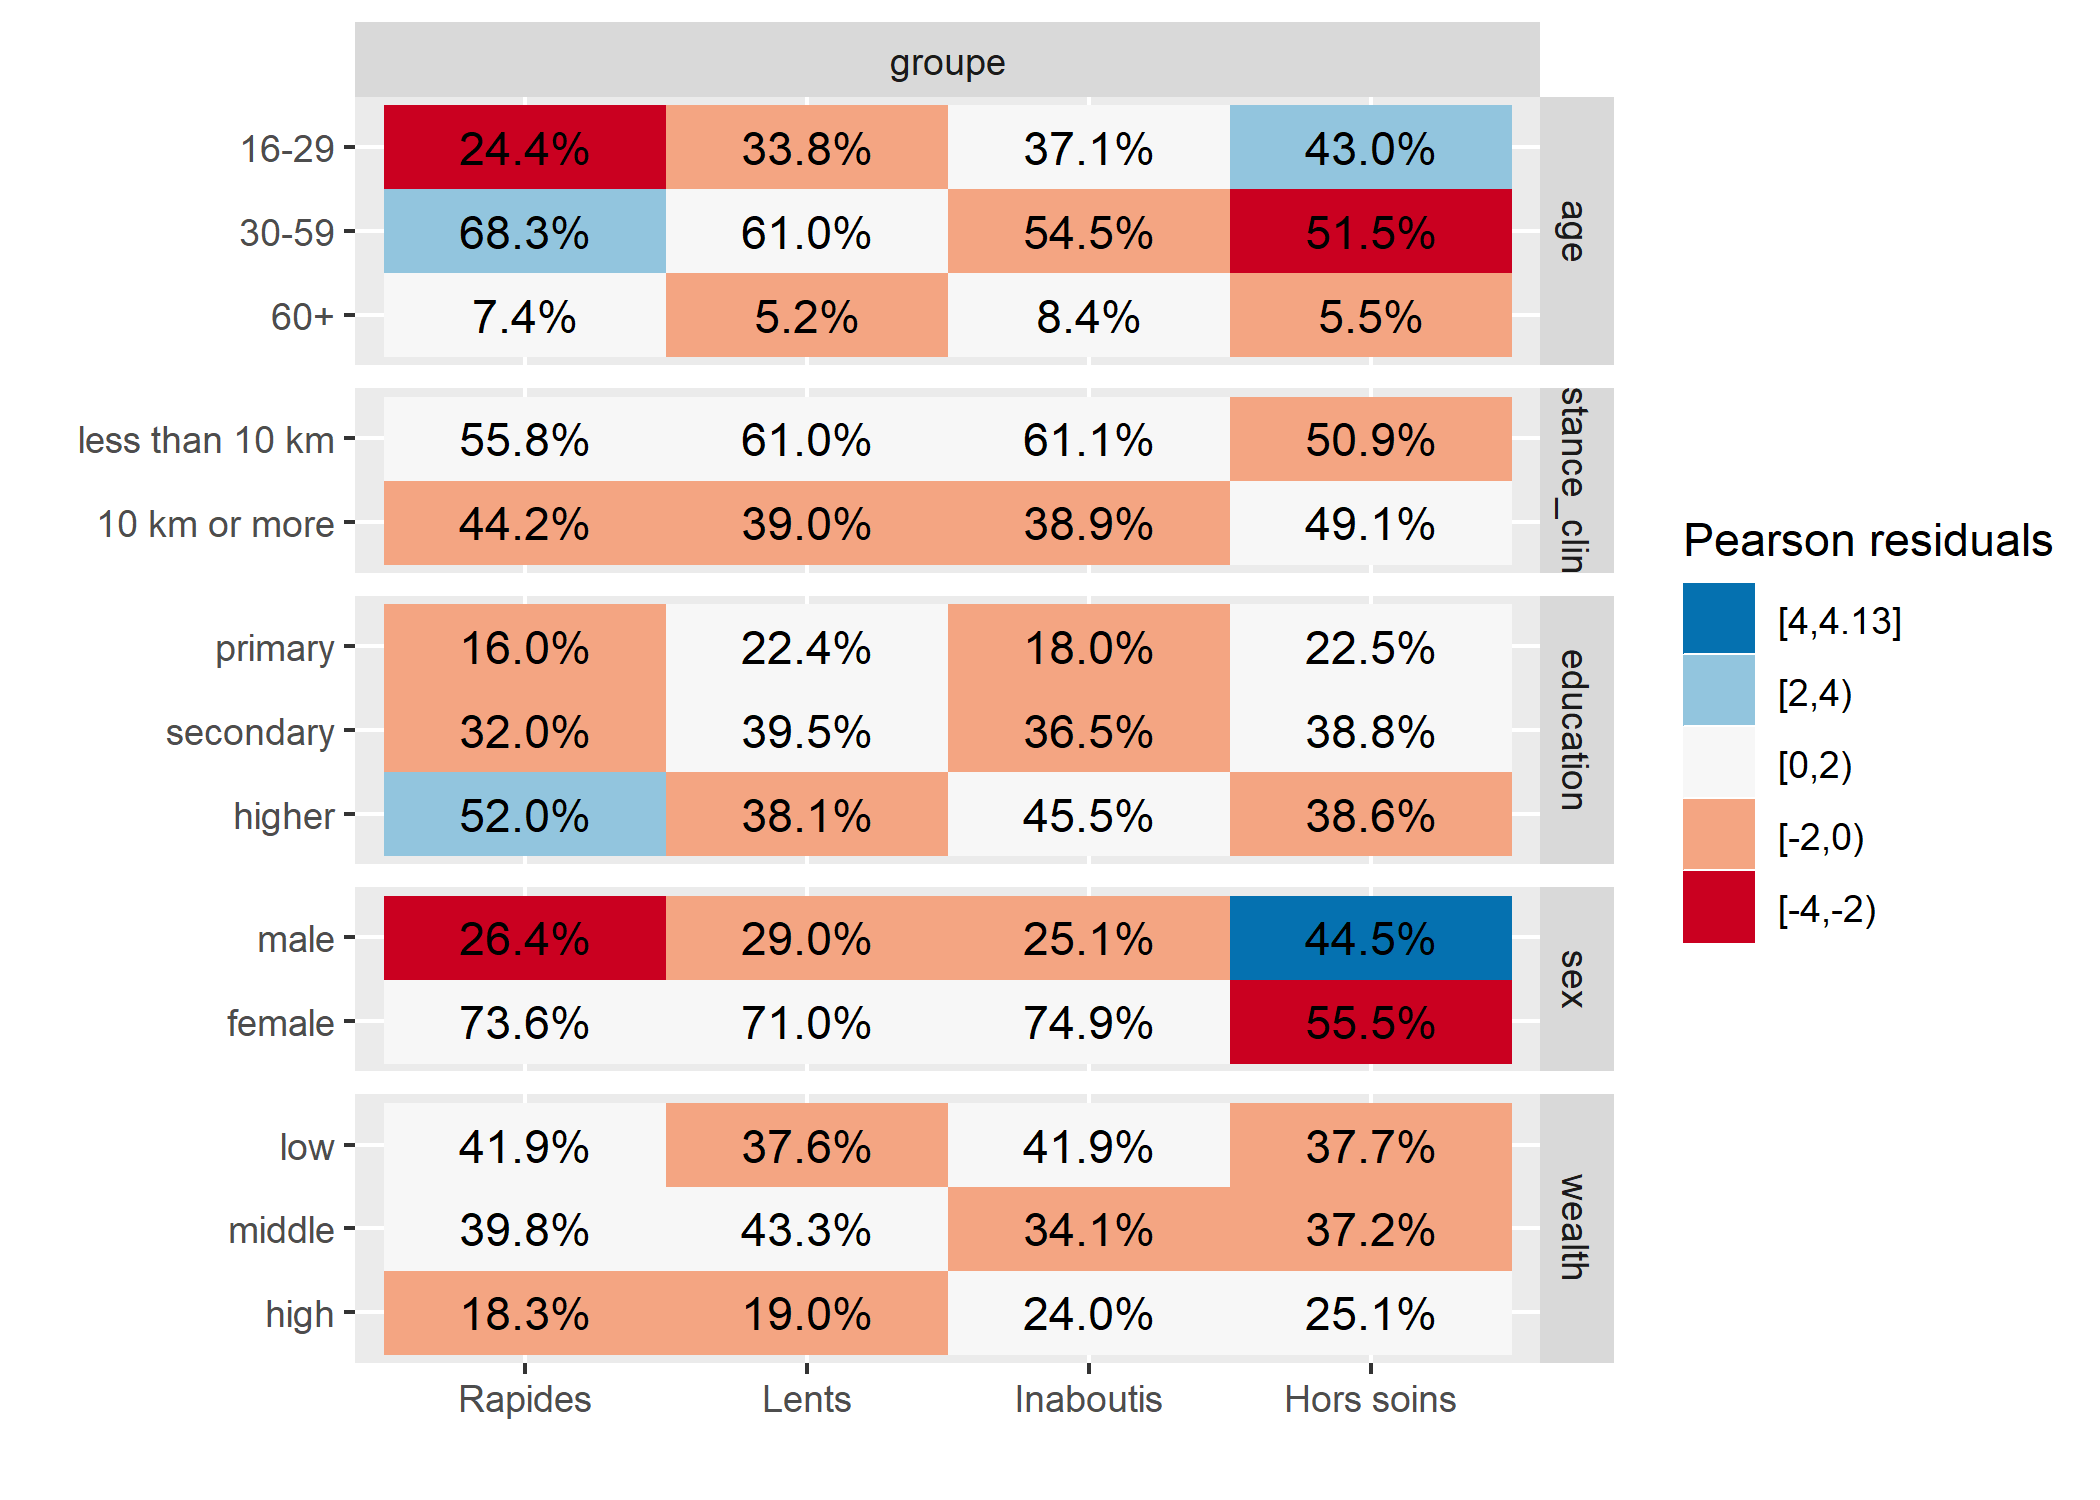 groupe
16-29 24.4% 33.8% 37.1% 43.0%
30-59 68.3% 61.0% 54.5% 51.5%
60+ 7.4% 5.2% 8.4% 5.5%
age
less than 10 km 55.8% 61.0% 61.1% 50.9%
10 km or more 44.2% 39.0% 38.9% 49.1%
stance_clin
primary 16.0% 22.4% 18.0% 22.5%
secondary 32.0% 39.5% 36.5% 38.8%
higher 52.0% 38.1% 45.5% 38.6%
education
male 26.4% 29.0% 25.1% 44.5%
female 73.6% 71.0% 74.9% 55.5%
sex
low 41.9% 37.6% 41.9% 37.7%
middle 39.8% 43.3% 34.1% 37.2%
high 18.3% 19.0% 24.0% 25.1%
wealth
Rapides Lents Inaboutis Hors soins
Pearson residuals
[4,4.13]
[2,4)
[0,2)
[-2,0)
[-4,-2)